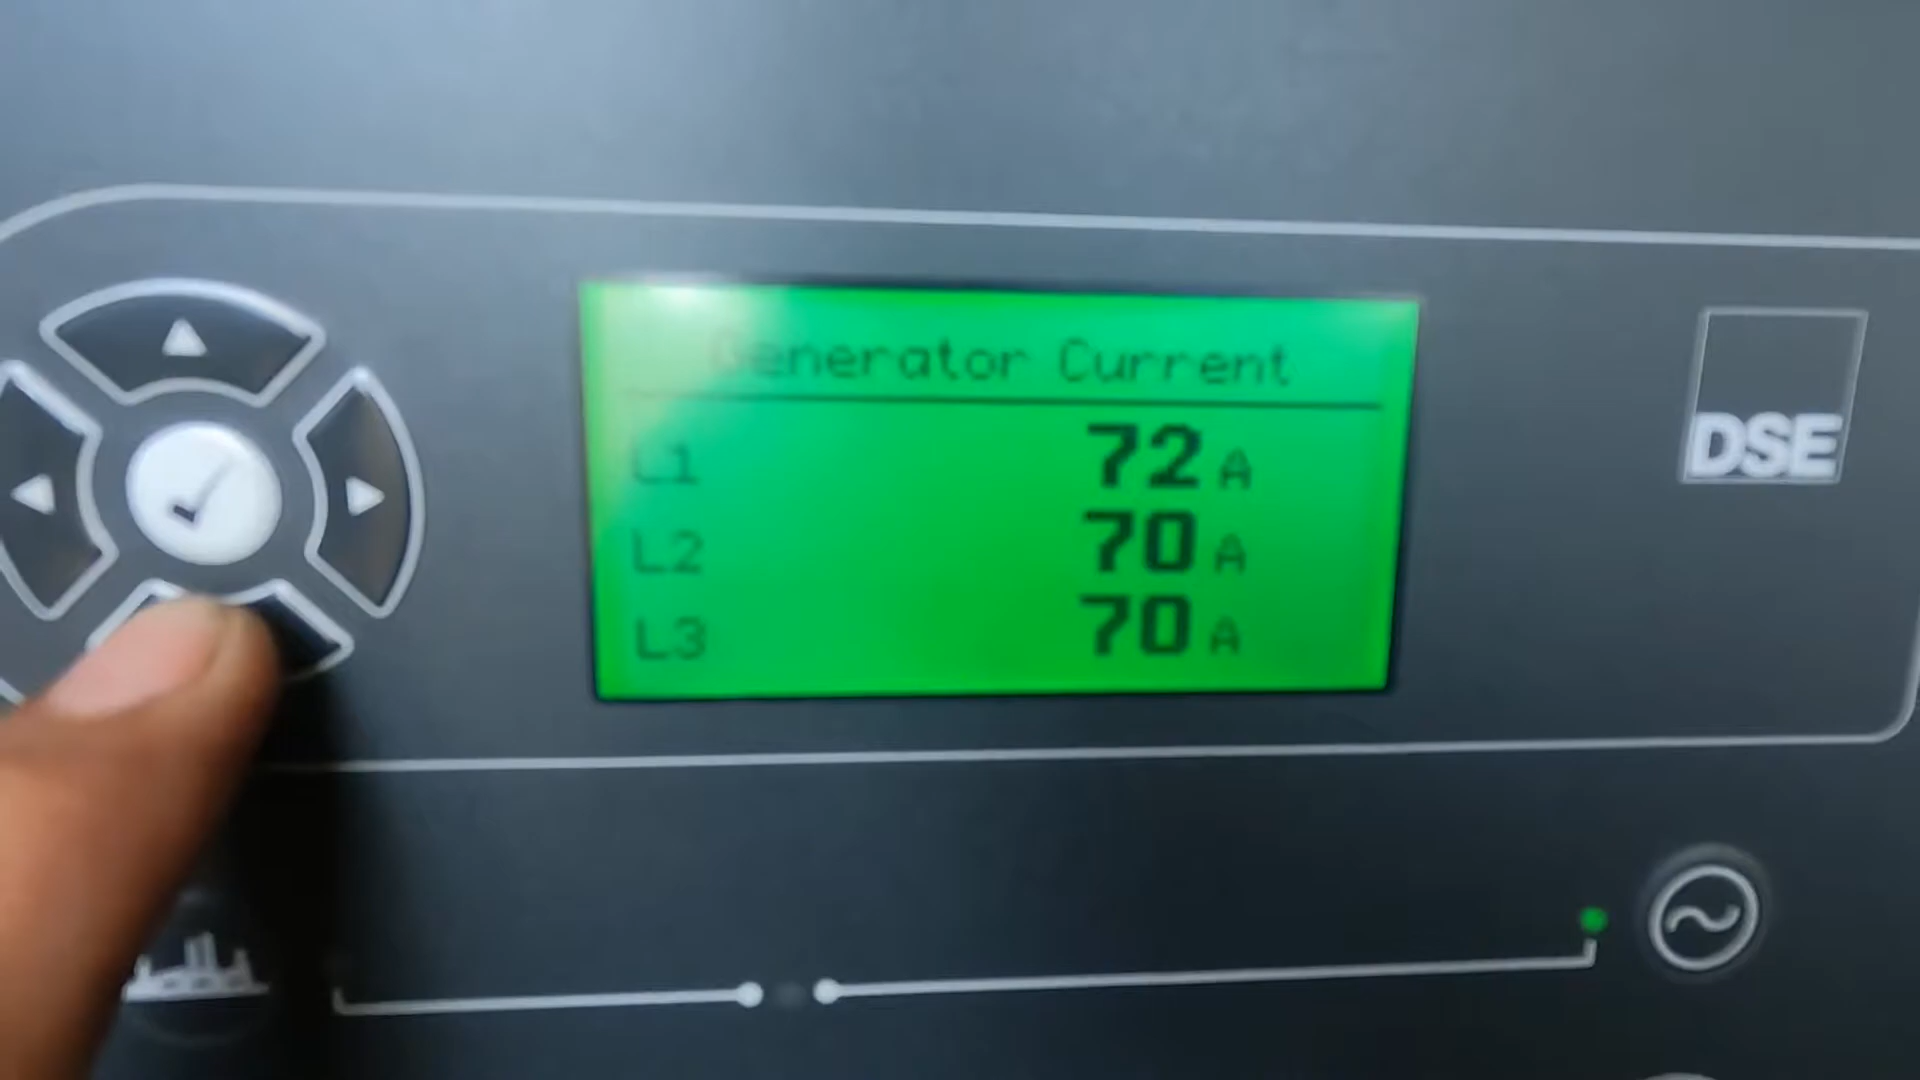 Generator Current
L1 72 A
L2 70 A
L3 70 A
DSE